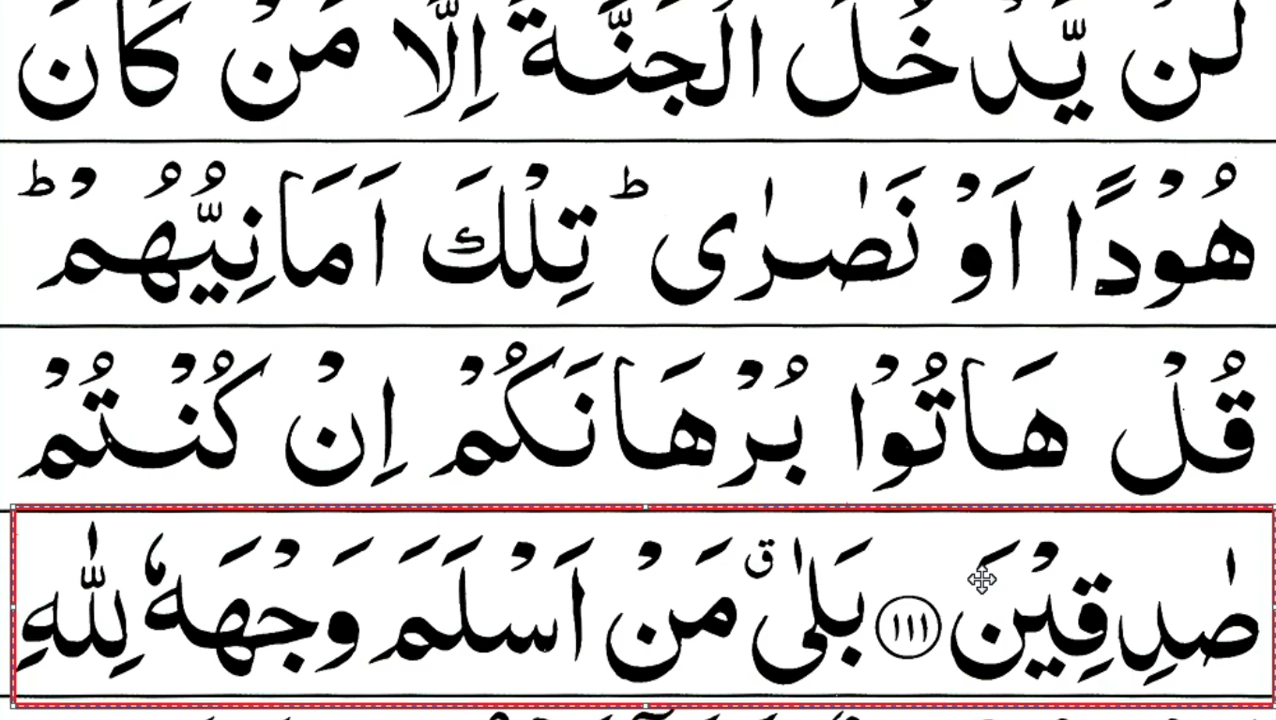 لَنْ يَّدْخُلَ الْجَنَّةَ اِلَّا مَنْ كَانَ
هُوْدًا اَوْ نَصٰرٰى ؕ تِلْكَ اَمَانِيُّهُمْ ؕ
قُلْ هَاتُوْا بُرْهَانَكُمْ اِنْ كُنْتُمْ
صٰدِقِيْنَ ﴿۱۱۱﴾ بَلٰى ۗ مَنْ اَسْلَمَ وَجْهَهٗ لِلّٰهِ